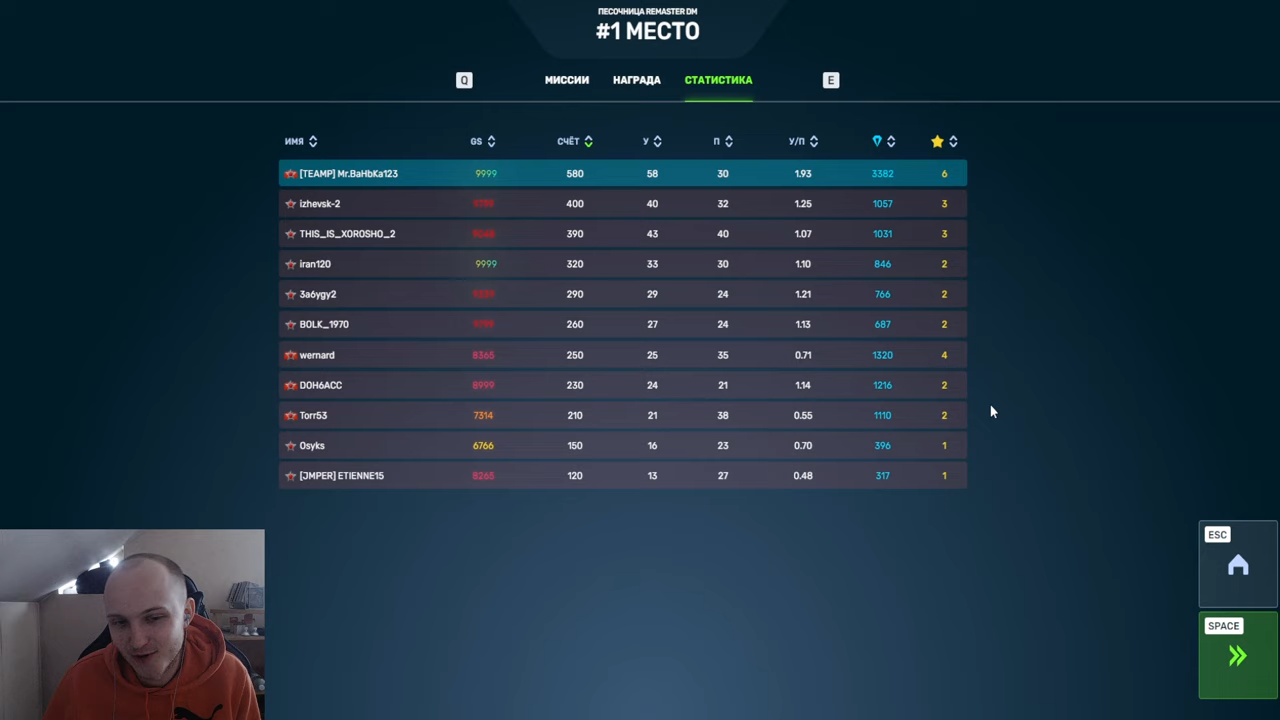 ПЕСОЧНИЦА REMASTER DM
#1 МЕСТО
Q МИССИИ НАГРАДА СТАТИСТИКА E
ИМЯ GS СЧЁТ У П У/П
[TEAMP] Mr.BaHbKa123 9999 580 58 30 1.93 3382 6
izhevsk-2 400 40 32 1.25 1057 3
THIS_IS_XOROSHO_2 390 43 40 1.07 1031 3
iran120 9999 320 33 30 1.10 846 2
3a6ygy2 290 29 24 1.21 766 2
BOLK_1970 260 27 24 1.13 687 2
wernard 8365 250 25 35 0.71 1320 4
DOH6ACC 8999 230 24 21 1.14 1216 2
Torr53 7314 210 21 38 0.55 1110 2
Osyks 6766 150 16 23 0.70 396 1
[JMPER] ETIENNE15 8265 120 13 27 0.48 317 1
ESC
SPACE